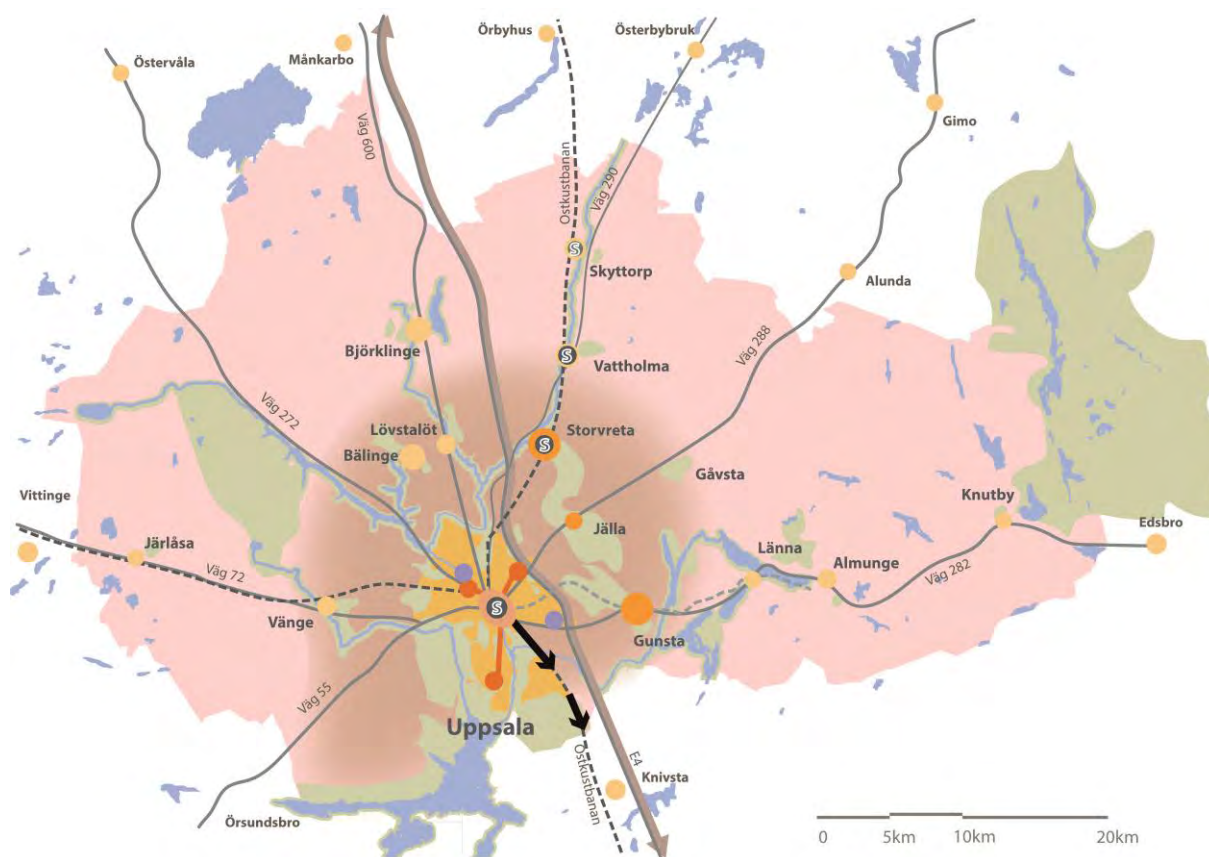 Örbyhus
Österbybruk
Månkarbo
Östervåla
Gimo
Väg 600
Ostkustbanan
Väg 290
S
Skyttorp
Alunda
Björklinge
S
Vattholma
Väg 288
Väg 272
Lövstalöt
Bälinge
S
Storvreta
Gåvsta
Vittinge
Knutby
Edsbro
Jälla
Järlåsa
Länna
Almunge
Väg 72
Väg 282
Vänge
S
Gunsta
Väg 55
Uppsala
E4
Ostkustbanan
Knivsta
Örsundsbro
0 5km 10km 20km